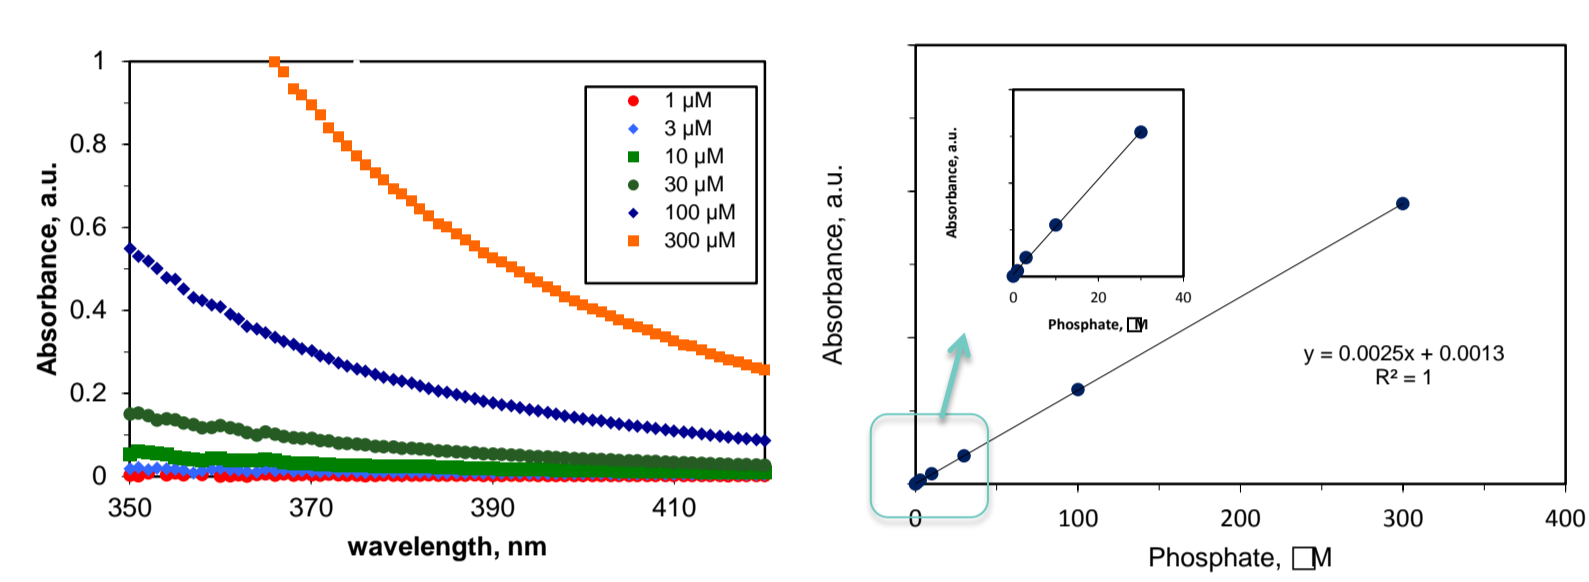 1
0.8
0.6
0.4
0.2
0
Absorbance, a.u.
350 370 390 410
wavelength, nm
1 µM
3 µM
10 µM
30 µM
100 µM
300 µM
Absorbance, a.u.
Absorbance, a.u.
0 20 40
Phosphate, □M
y = 0.0025x + 0.0013
R² = 1
0 100 200 300 400
Phosphate, □M